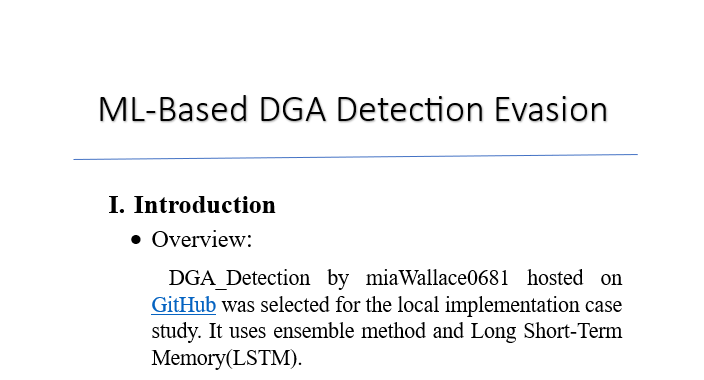 ML-Based DGA Detection Evasion
I. Introduction
• Overview:
DGA_Detection by miaWallace0681 hosted on
GitHub was selected for the local implementation case
study. It uses ensemble method and Long Short-Term
Memory(LSTM).